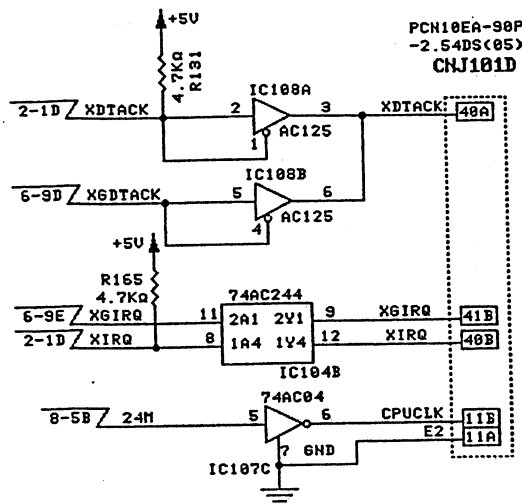 +5V
PCN10EA-90P
-2.54DS(05)
CNJ101D
4.7KΩ
R131
IC108A
2-1D XDTACK 2 3 XDTACK 40A
1 AC125
IC108B
6-9D XGDTACK 5 6
4 AC125
+5V
R165
4.7KΩ
74AC244
6-9E XGIRQ 11 2A1 2Y1 9 XGIRQ 41B
2-1D XIRQ 8 1A4 1Y4 12 XIRQ 40B
IC104B
74AC04
8-5B 24M 5 6 CPUCLK 11B
E2 11A
7 GND
IC107C